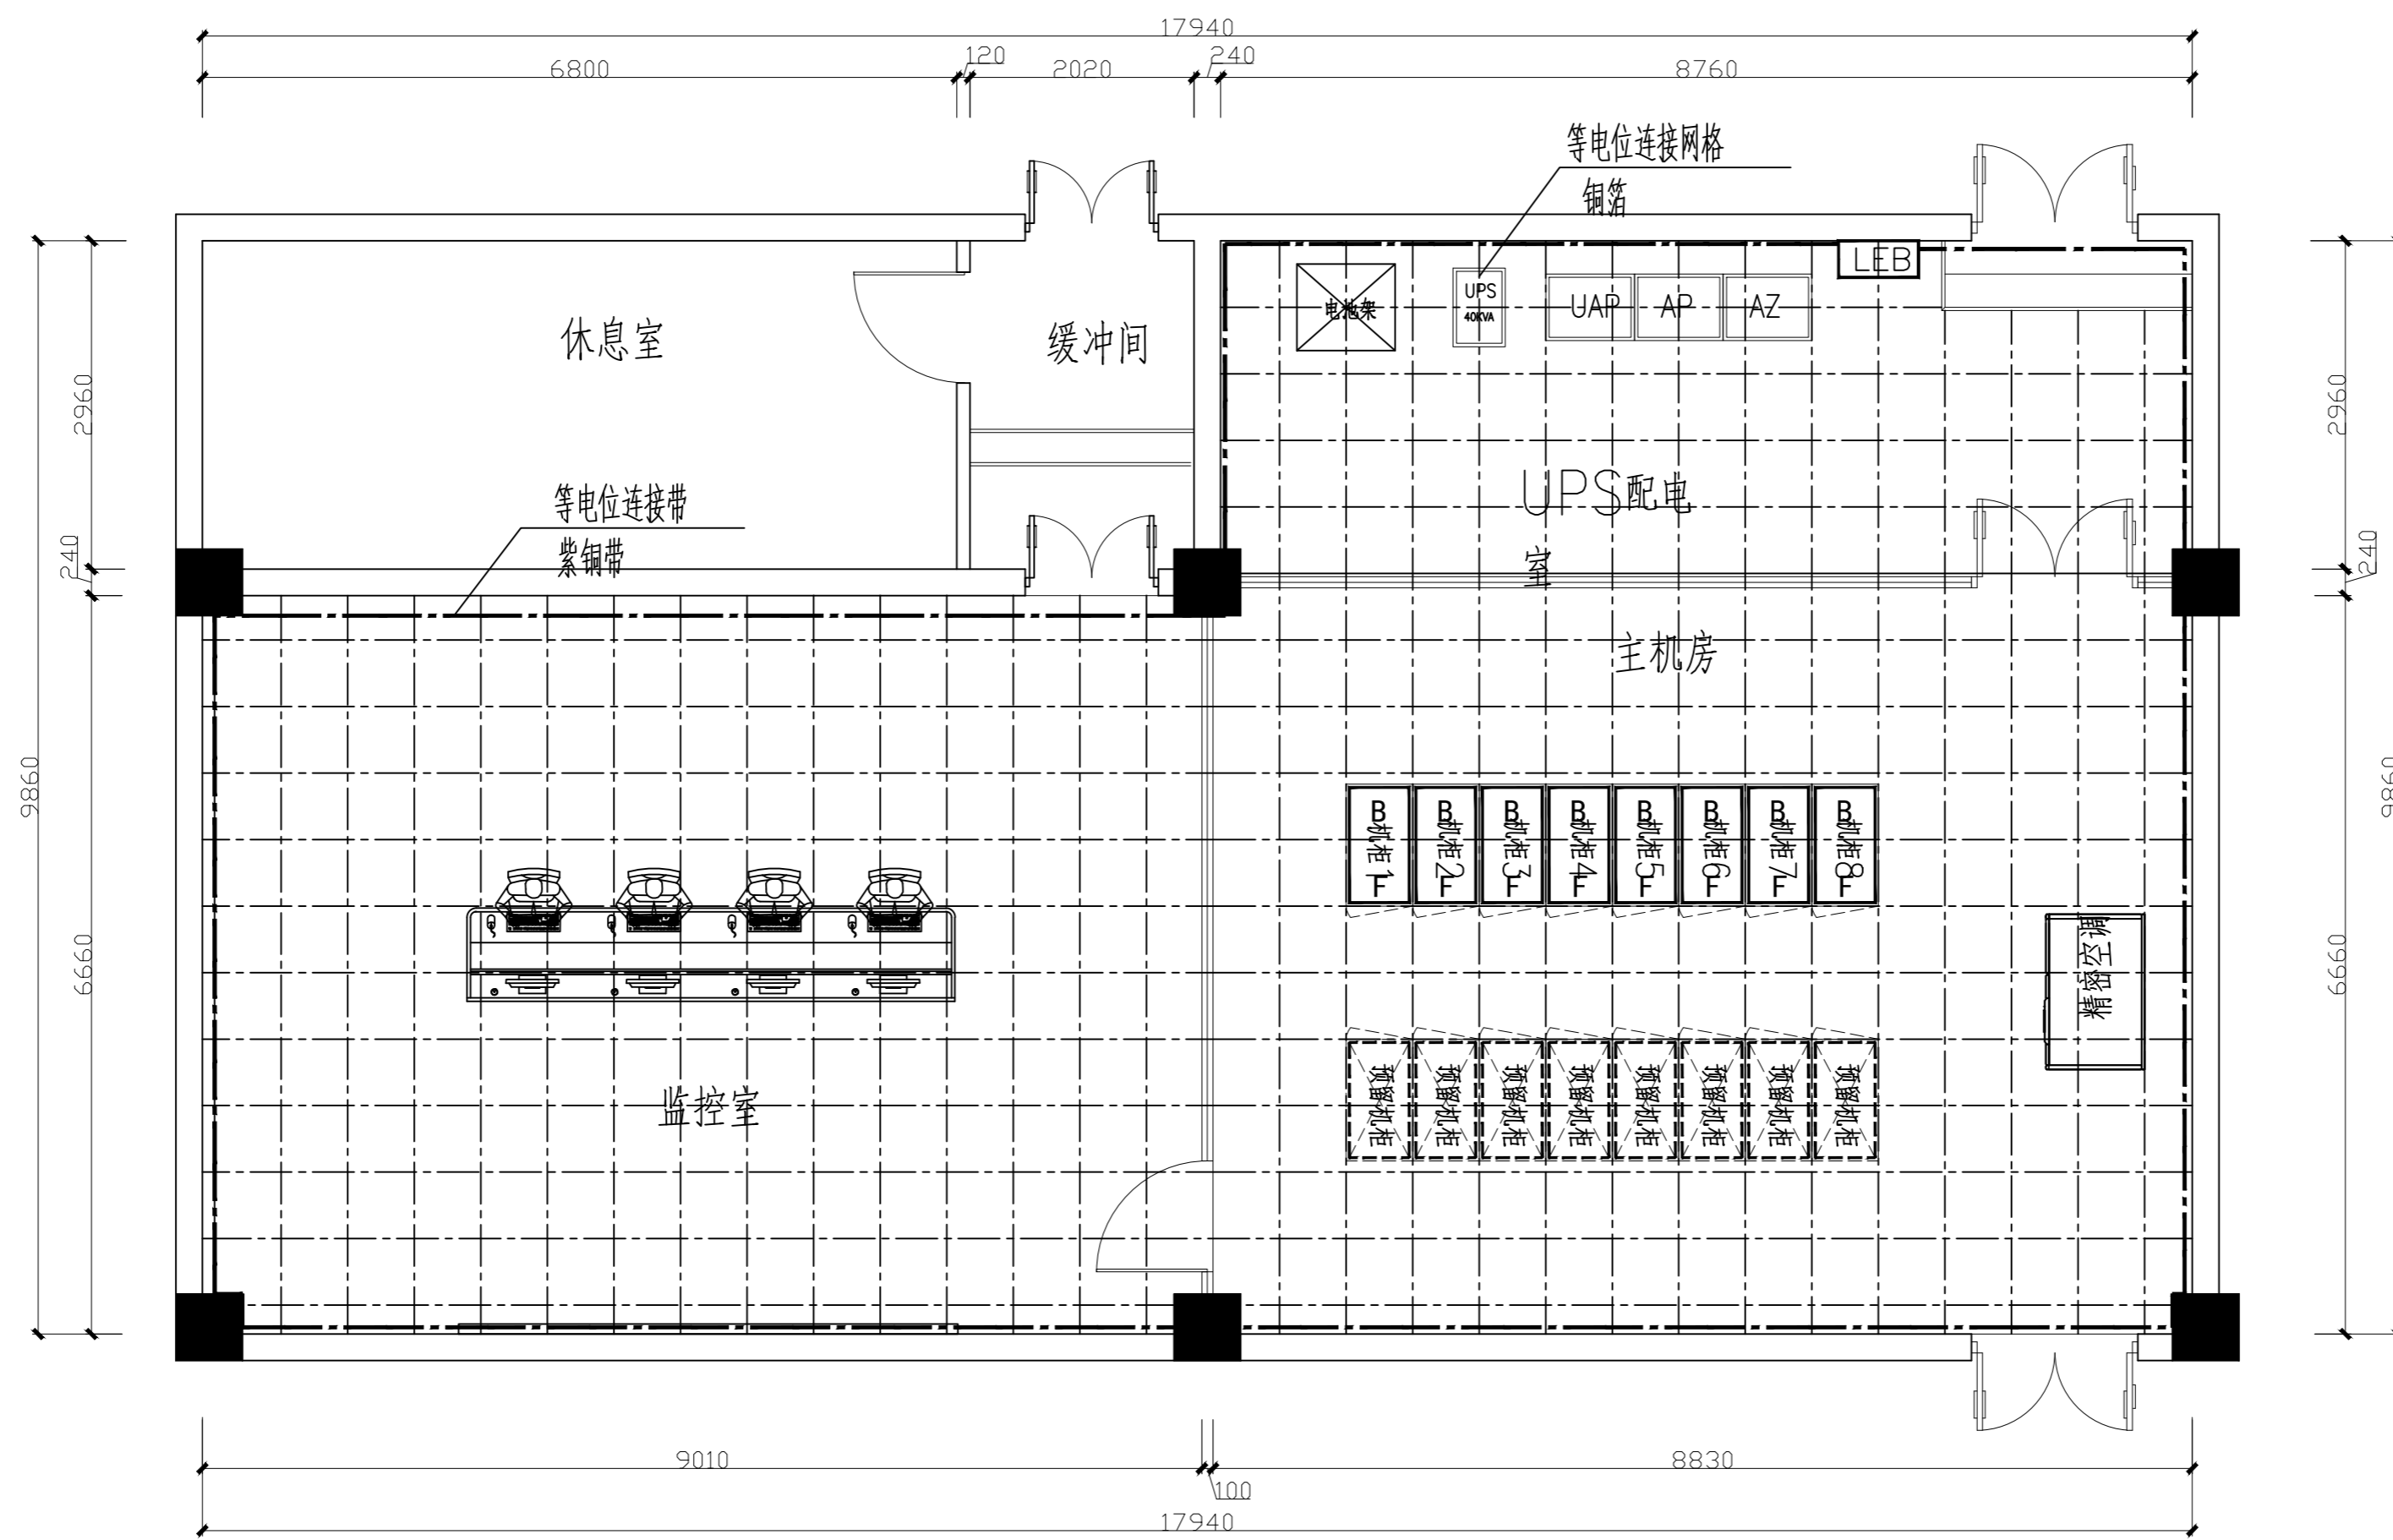 17940
6800
120
2020
240
8760
等电位连接网格
铜箔
LEB
电池架
UPS
40KVA
UAP
AP
AZ
休息室
缓冲间
2960
2960
9860
9860
UPS配电
室
等电位连接带
紫铜带
240
240
主机房
B
机柜1
F
B
机柜2
F
B
机柜3
F
B
机柜4
F
B
机柜5
F
B
机柜6
F
B
机柜7
F
B
机柜8
F
6660
6660
精密空调
监控室
预留机柜
预留机柜
预留机柜
预留机柜
预留机柜
预留机柜
预留机柜
预留机柜
9010
100
8830
17940